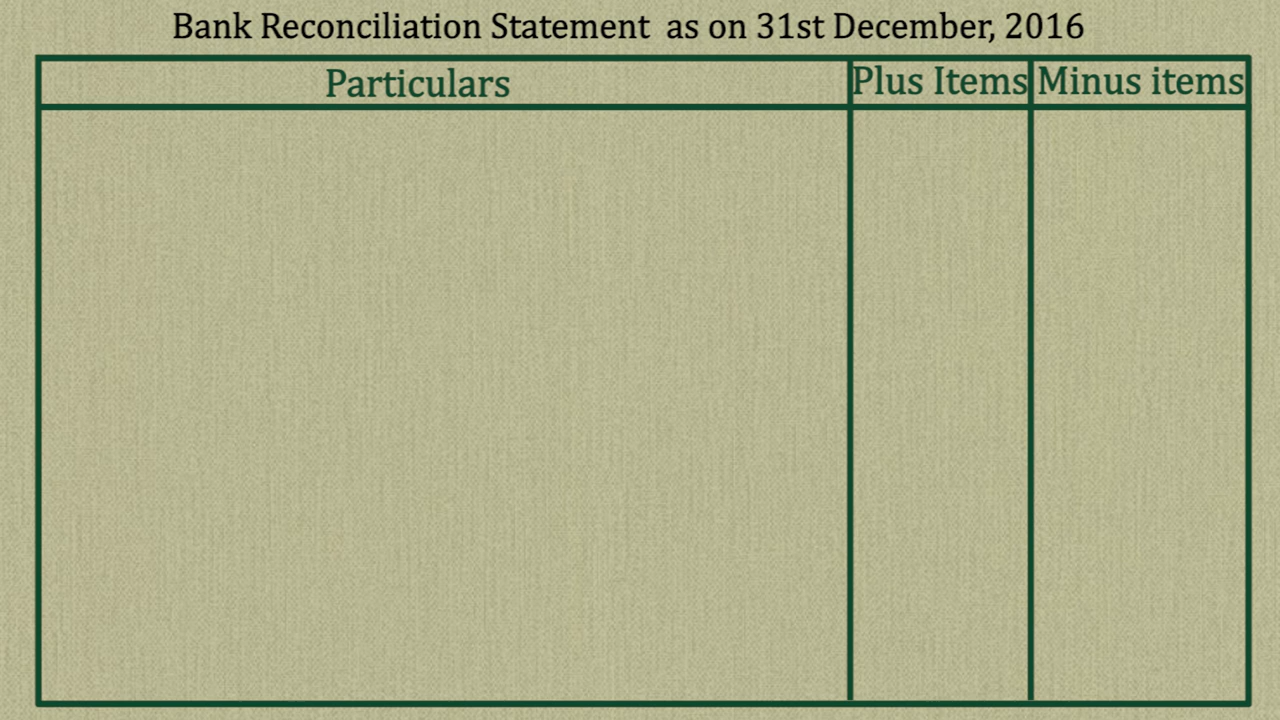 Bank Reconciliation Statement as on 31st December, 2016
Particulars Plus Items Minus items